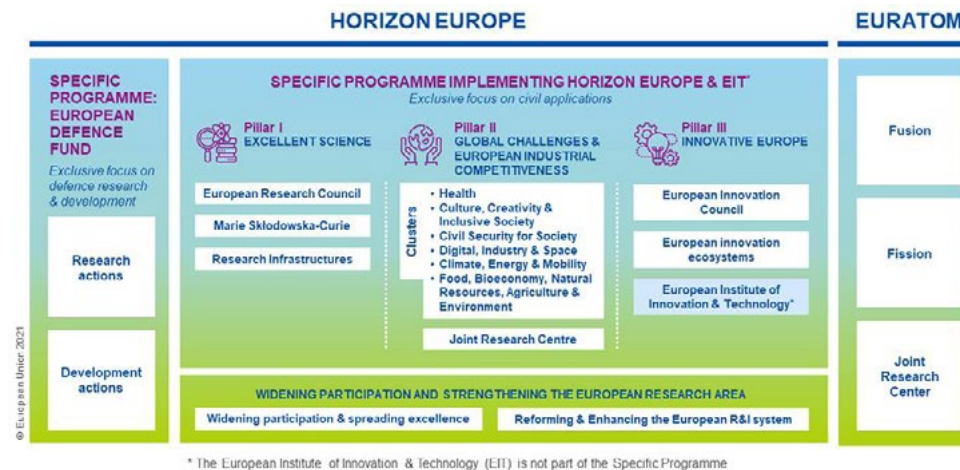 HORIZON EUROPE
EURATOM
SPECIFIC
PROGRAMME:
EUROPEAN
DEFENCE
FUND
Exclusive focus on
defence research
& development
Research
actions
Development
actions
SPECIFIC PROGRAMME IMPLEMENTING HORIZON EUROPE & EIT*
Exclusive focus on civil applications
Pillar I
EXCELLENT SCIENCE
European Research Council
Marie Skłodowska-Curie
Research Infrastructures
Pillar II
GLOBAL CHALLENGES &
EUROPEAN INDUSTRIAL
COMPETITIVENESS
Clusters
• Health
• Culture, Creativity &
Inclusive Society
• Civil Security for Society
• Digital, Industry & Space
• Climate, Energy & Mobility
• Food, Bioeconomy, Natural
Resources, Agriculture &
Environment
Joint Research Centre
Pillar III
INNOVATIVE EUROPE
European Innovation
Council
European innovation
ecosystems
European Institute of
Innovation & Technology*
WIDENING PARTICIPATION AND STRENGTHENING THE EUROPEAN RESEARCH AREA
Widening participation & spreading excellence
Reforming & Enhancing the European R&I system
Fusion
Fission
Joint
Research
Center
© European Union 2021
* The European Institute of Innovation & Technology (EIT) is not part of the Specific Programme